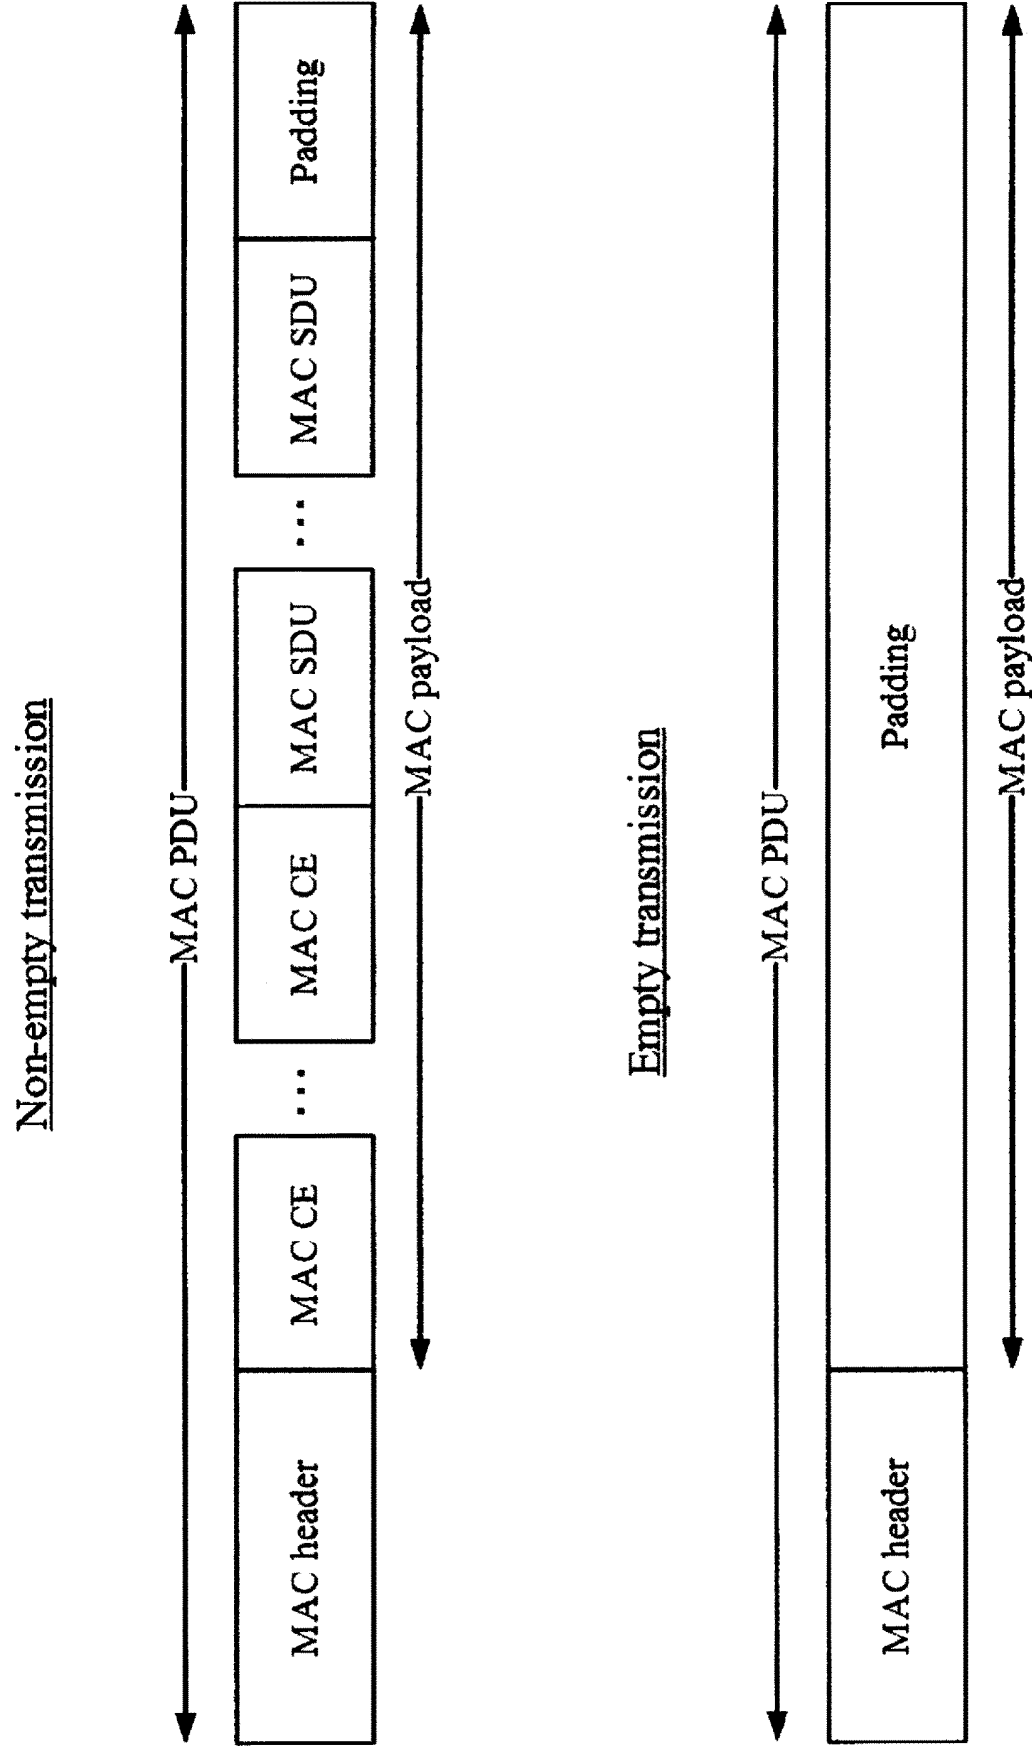 Non-empty transmission
MAC PDU
MAC header
MAC CE
...
MAC CE
MAC SDU
...
MAC SDU
Padding
MAC payload
Empty transmission
MAC PDU
MAC header
Padding
MAC payload